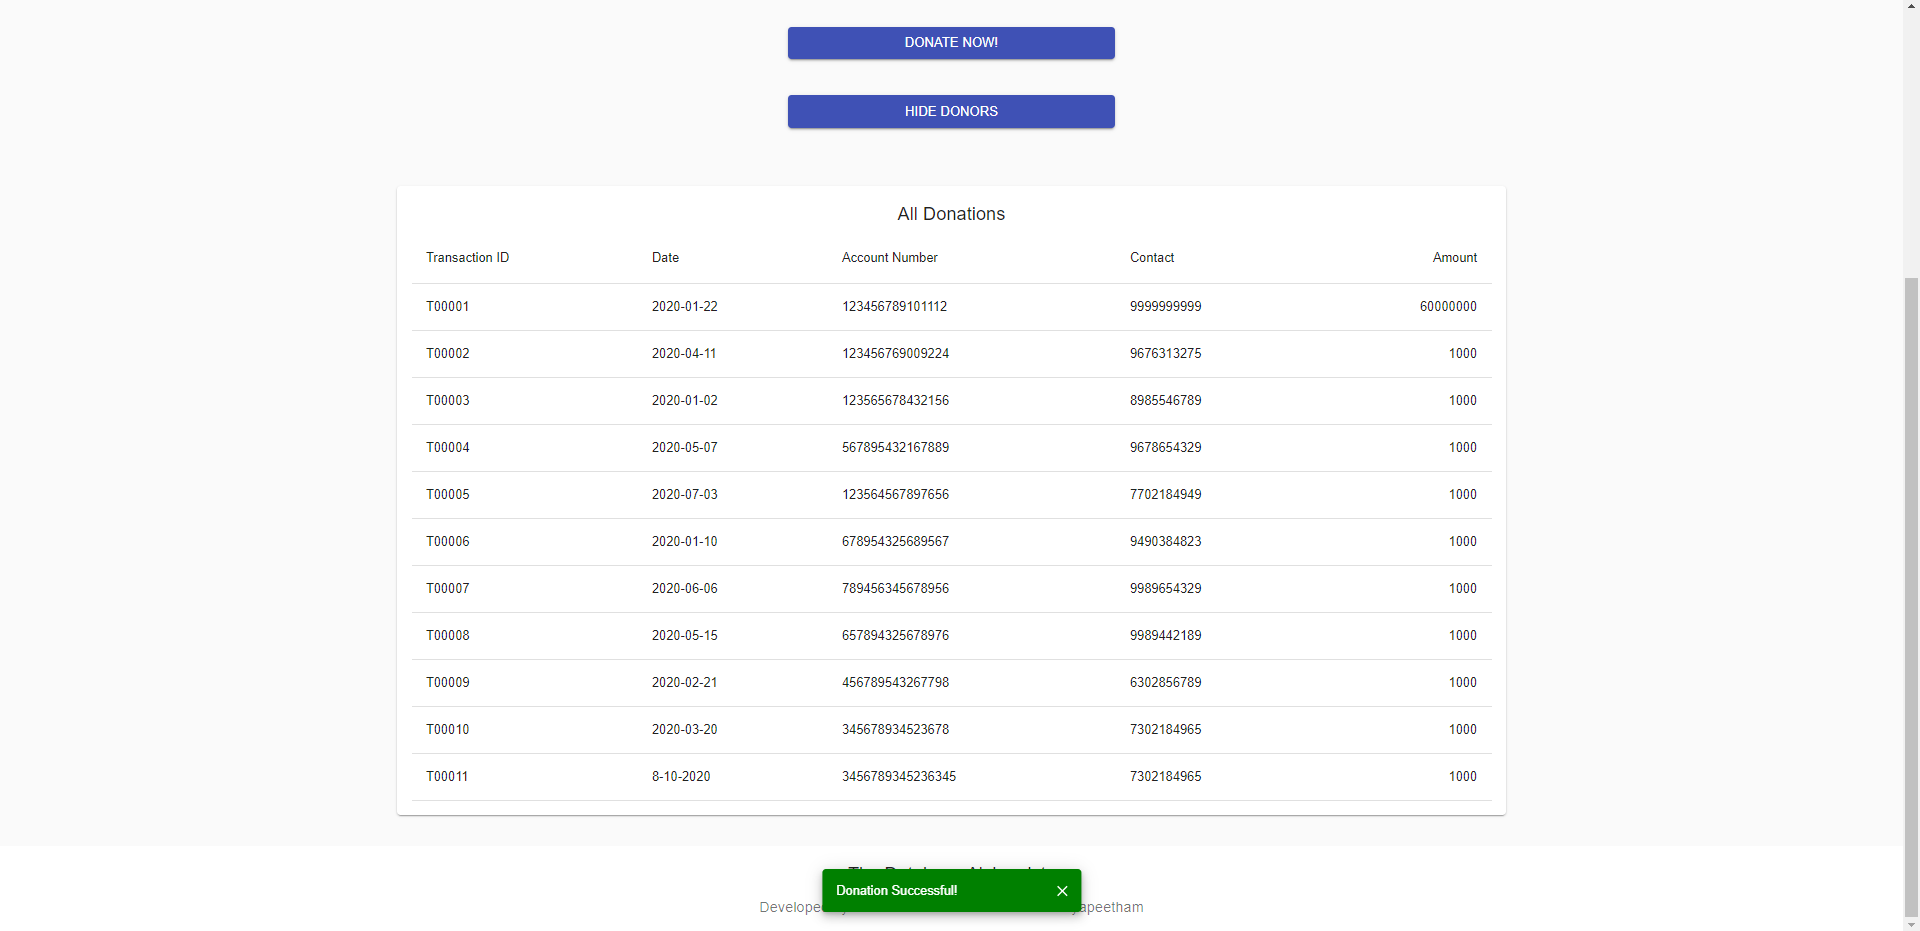 DONATE NOW!
HIDE DONORS
All Donations
Transaction ID Date Account Number Contact Amount
T00001 2020-01-22 123456789101112 9999999999 60000000
T00002 2020-04-11 123456769009224 9676313275 1000
T00003 2020-01-02 123565678432156 8985546789 1000
T00004 2020-05-07 567895432167889 9678654329 1000
T00005 2020-07-03 123564567897656 7702184949 1000
T00006 2020-01-10 678954325689567 9490384823 1000
T00007 2020-06-06 789456345678956 9989654329 1000
T00008 2020-05-15 657894325678976 9989442189 1000
T00009 2020-02-21 456789543267798 6302856789 1000
T00010 2020-03-20 345678934523678 7302184965 1000
T00011 8-10-2020 3456789345236345 7302184965 1000
Donation Successful!